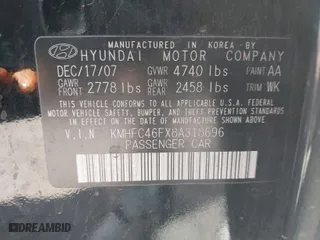 MANUFACTURED IN KOREA BY
HYUNDAI MOTOR COMPANY
DEC/17/07 GVWR 4740 lbs PAINT AA
GAWR FRONT 2778 lbs GAWR REAR 2458 lbs TRIM WK
THIS VEHICLE CONFORMS TO ALL APPLICABLE FEDERAL
MOTOR VEHICLE SAFETY, BUMPER, AND THEFT PREVENTION STANDARDS
IN EFFECT ON THE DATE OF MANUFACTURE SHOWN ABOVE.
V.I.N KMHFC46FX8A318696
PASSENGER CAR